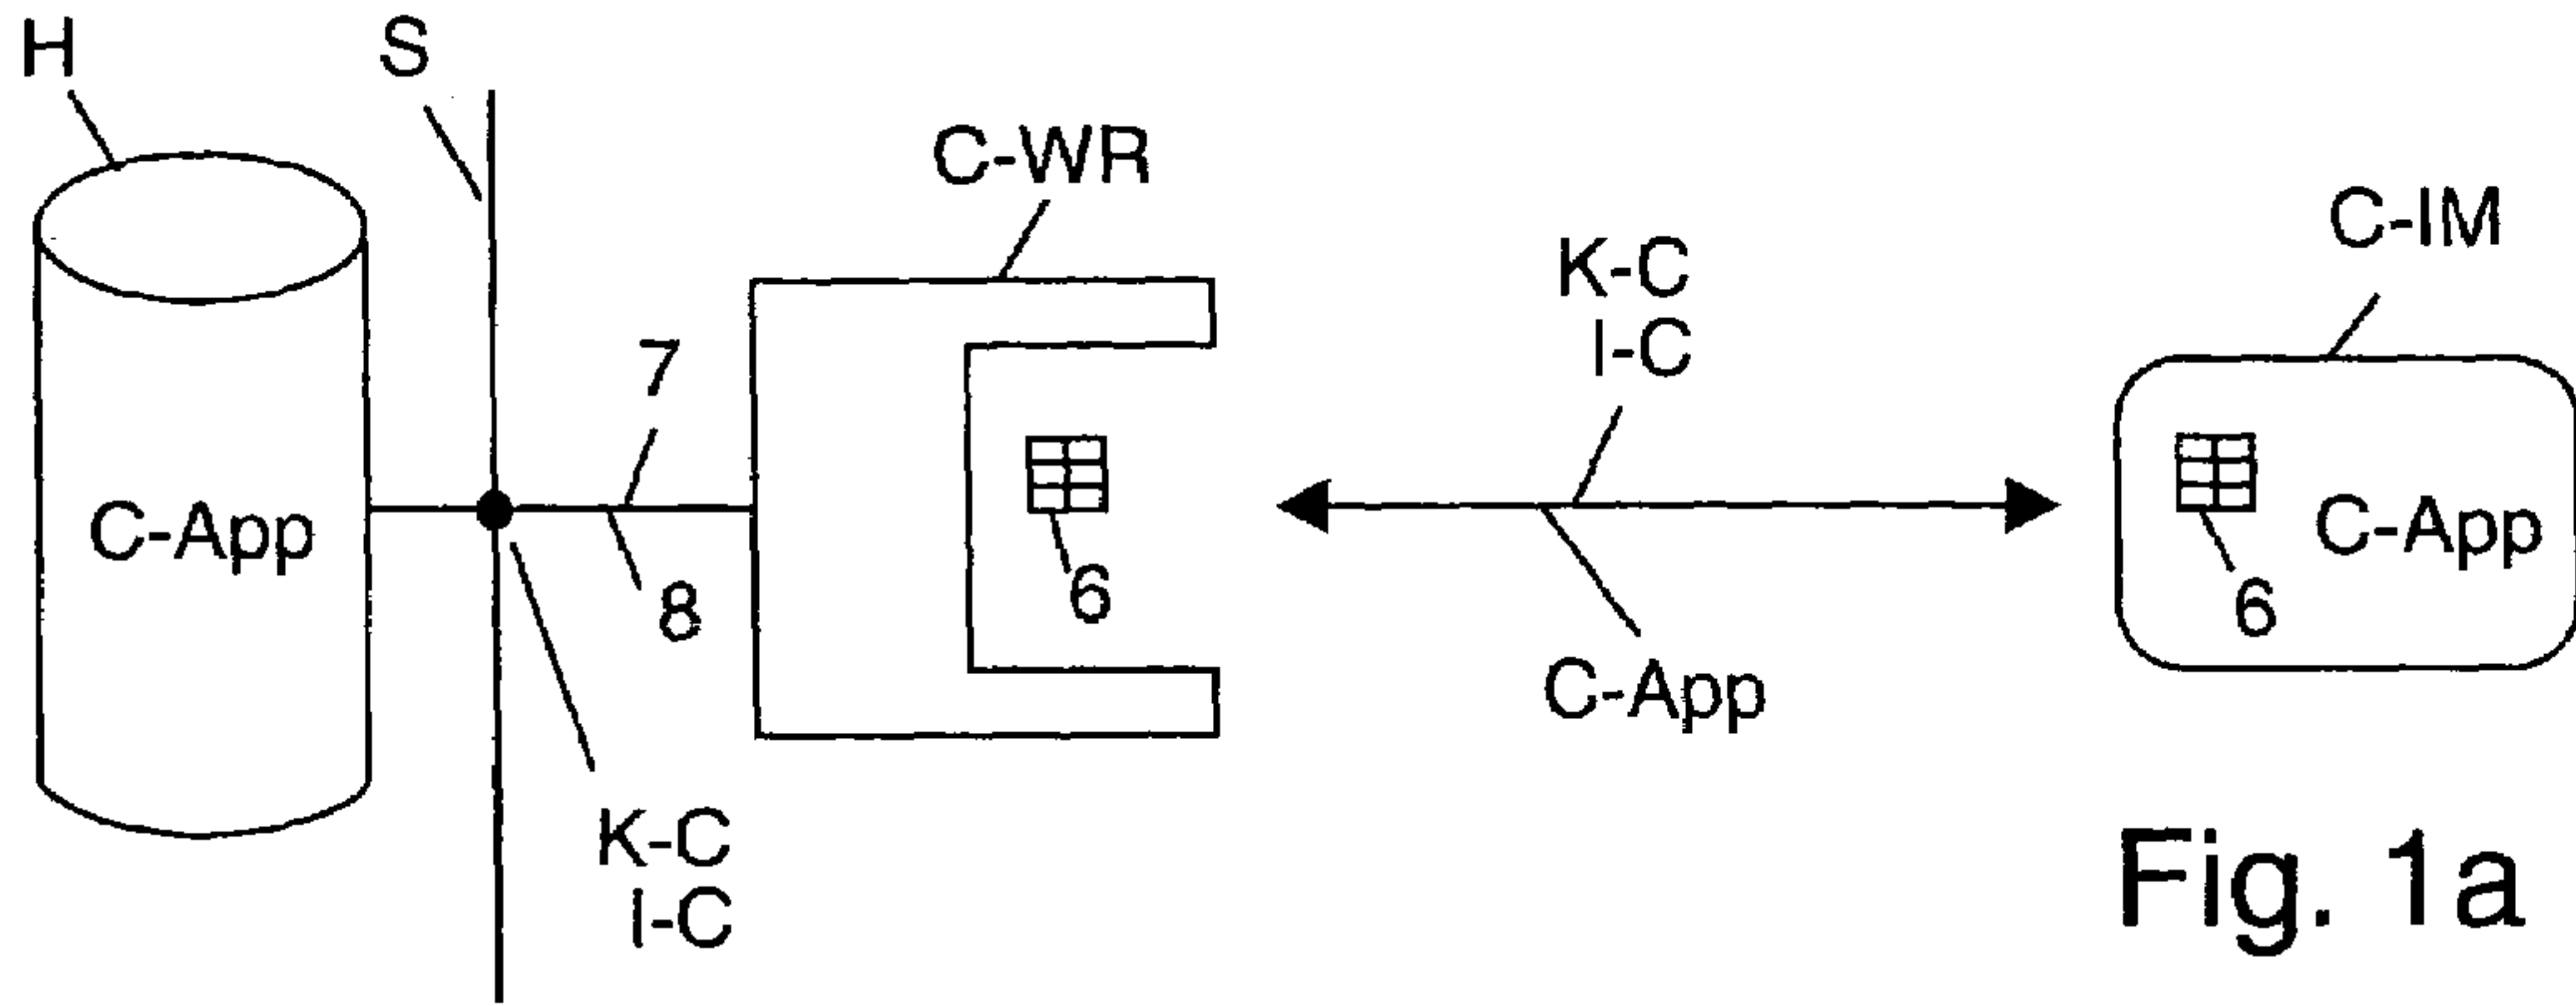 H
S
C-WR
C-IM
K-C
I-C
7
C-App
6
8
C-App
6
C-App
K-C
I-C
Fig. 1a